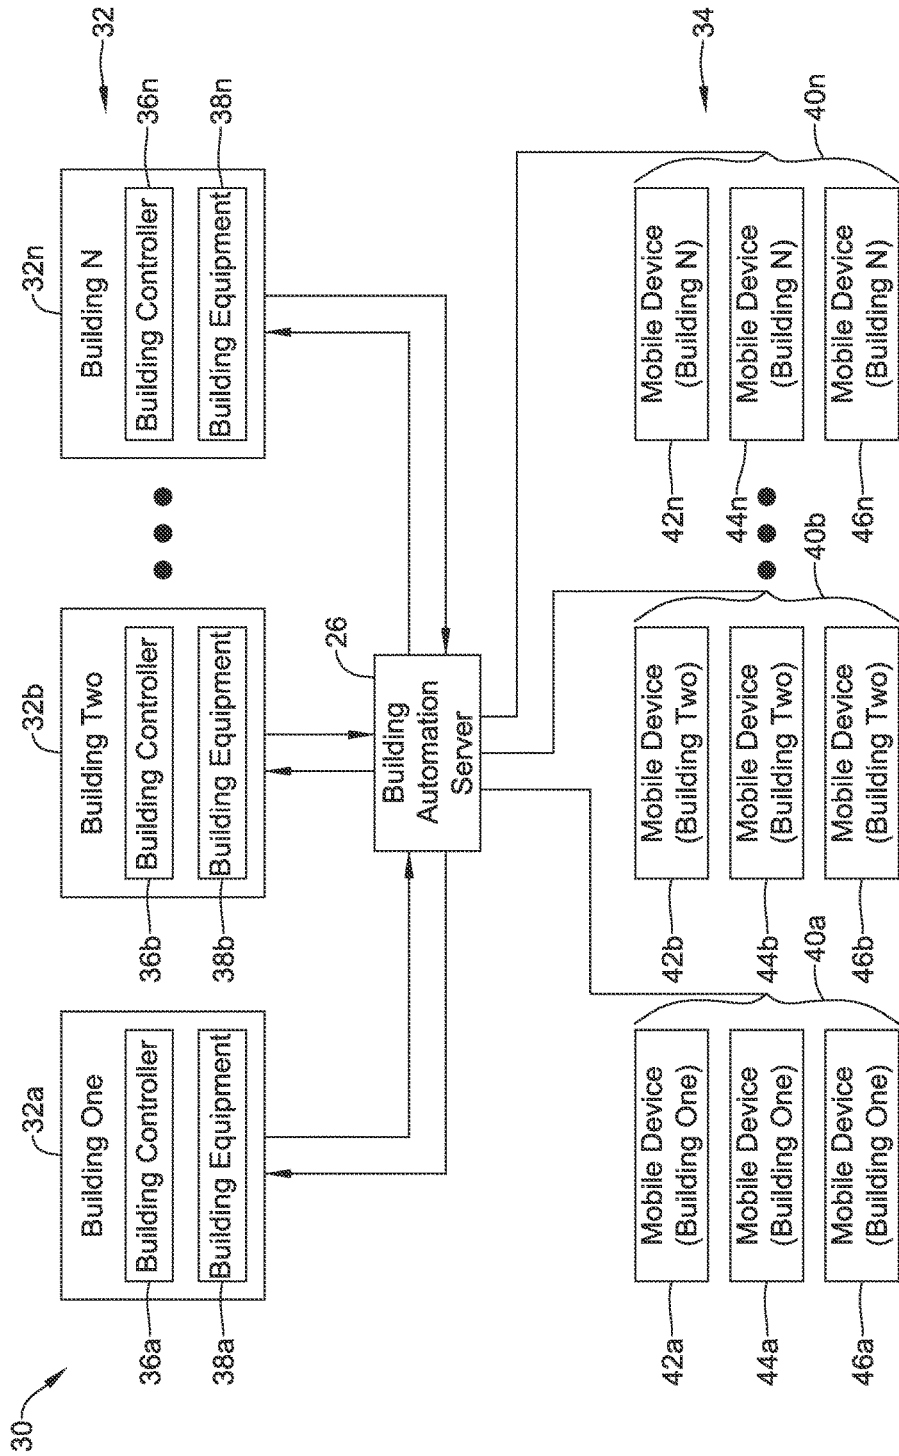 30
32
32a
Building One
36a
Building Controller
38a
Building Equipment
32b
Building Two
36b
Building Controller
38b
Building Equipment
32n
Building N
Building Controller
36n
Building Equipment
38n
26
Building
Automation
Server
34
42a
Mobile Device
(Building One)
44a
Mobile Device
(Building One)
46a
Mobile Device
(Building One)
40a
42b
Mobile Device
(Building Two)
44b
Mobile Device
(Building Two)
46b
Mobile Device
(Building Two)
40b
42n
Mobile Device
(Building N)
44n
Mobile Device
(Building N)
46n
Mobile Device
(Building N)
40n